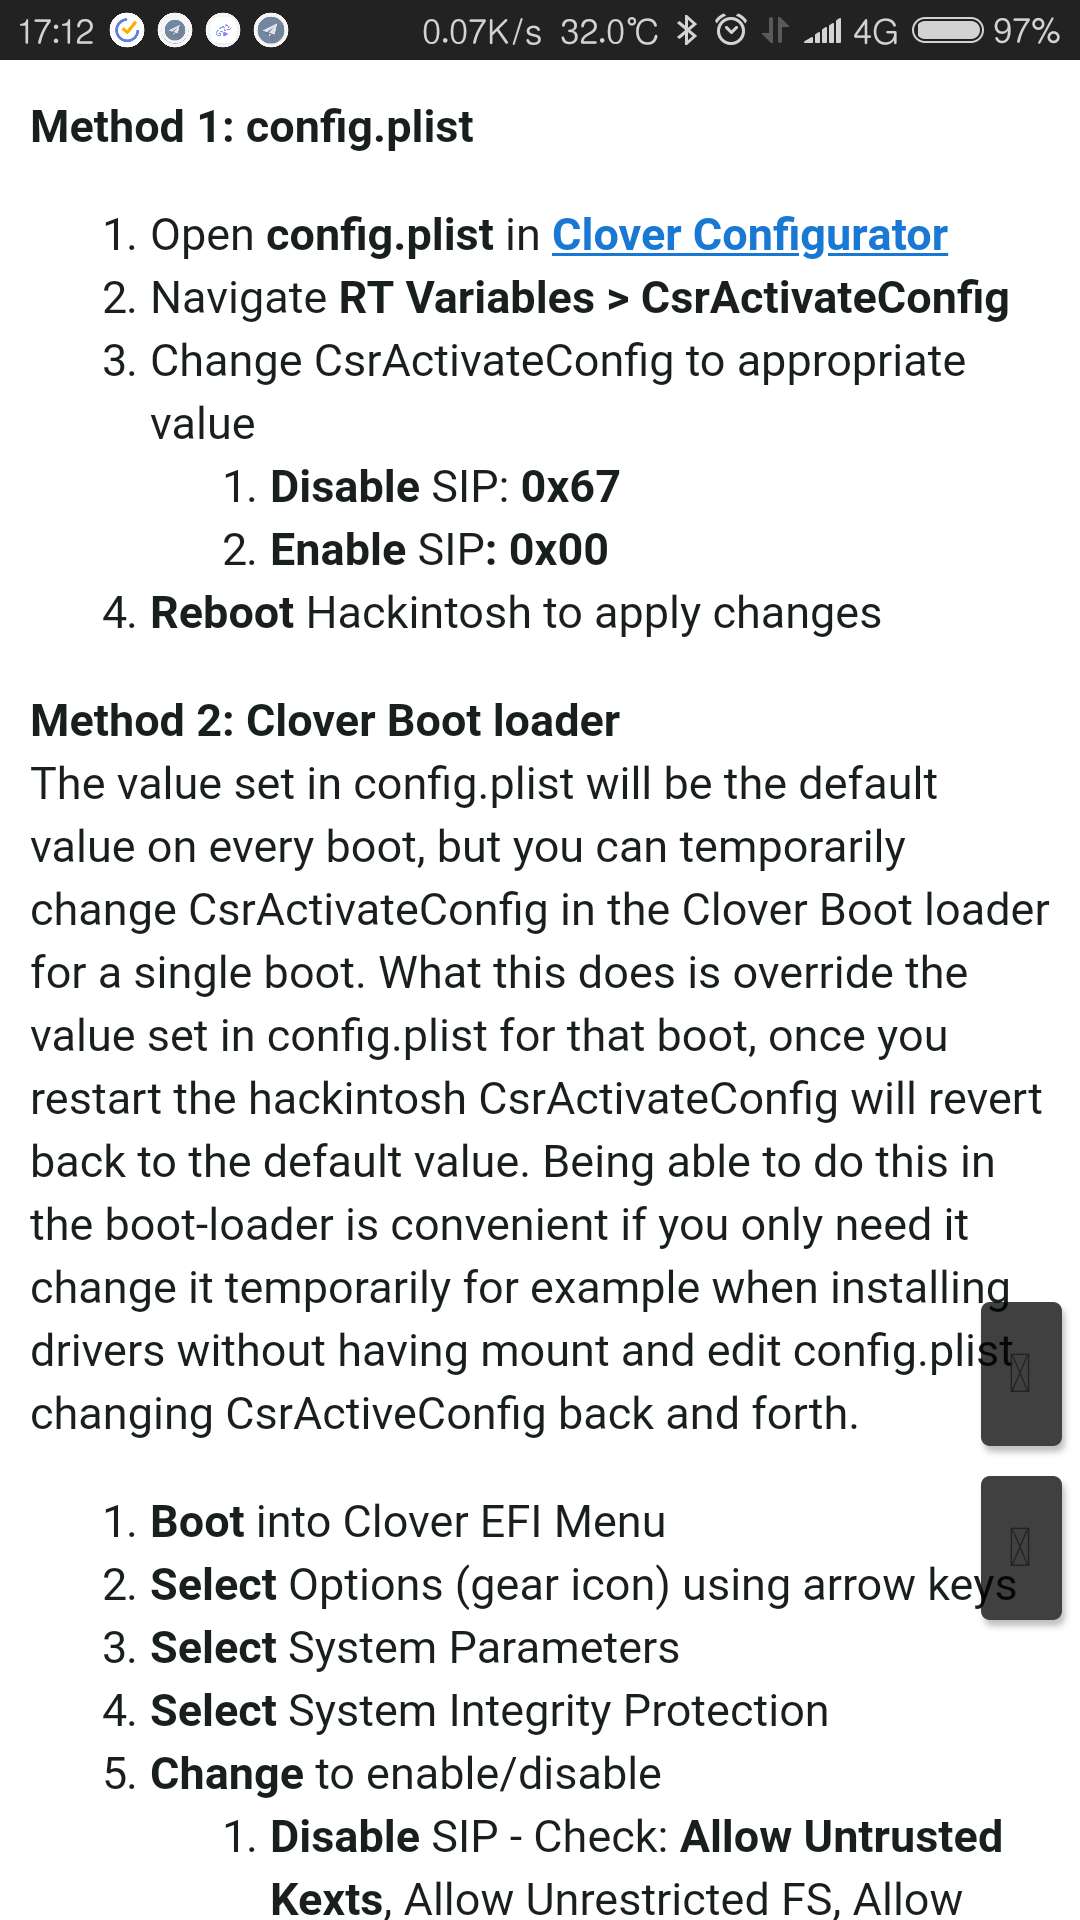 17:12 0.07K/s 32.0℃ 4G 97%
Method 1: config.plist
1. Open config.plist in Clover Configurator
2. Navigate RT Variables > CsrActivateConfig
3. Change CsrActivateConfig to appropriate
value
1. Disable SIP: 0x67
2. Enable SIP: 0x00
4. Reboot Hackintosh to apply changes
Method 2: Clover Boot loader
The value set in config.plist will be the default
value on every boot, but you can temporarily
change CsrActivateConfig in the Clover Boot loader
for a single boot. What this does is override the
value set in config.plist for that boot, once you
restart the hackintosh CsrActivateConfig will revert
back to the default value. Being able to do this in
the boot-loader is convenient if you only need it
change it temporarily for example when installing
drivers without having mount and edit config.plist
changing CsrActiveConfig back and forth.
1. Boot into Clover EFI Menu
2. Select Options (gear icon) using arrow keys
3. Select System Parameters
4. Select System Integrity Protection
5. Change to enable/disable
1. Disable SIP - Check: Allow Untrusted
Kexts, Allow Unrestricted FS, Allow